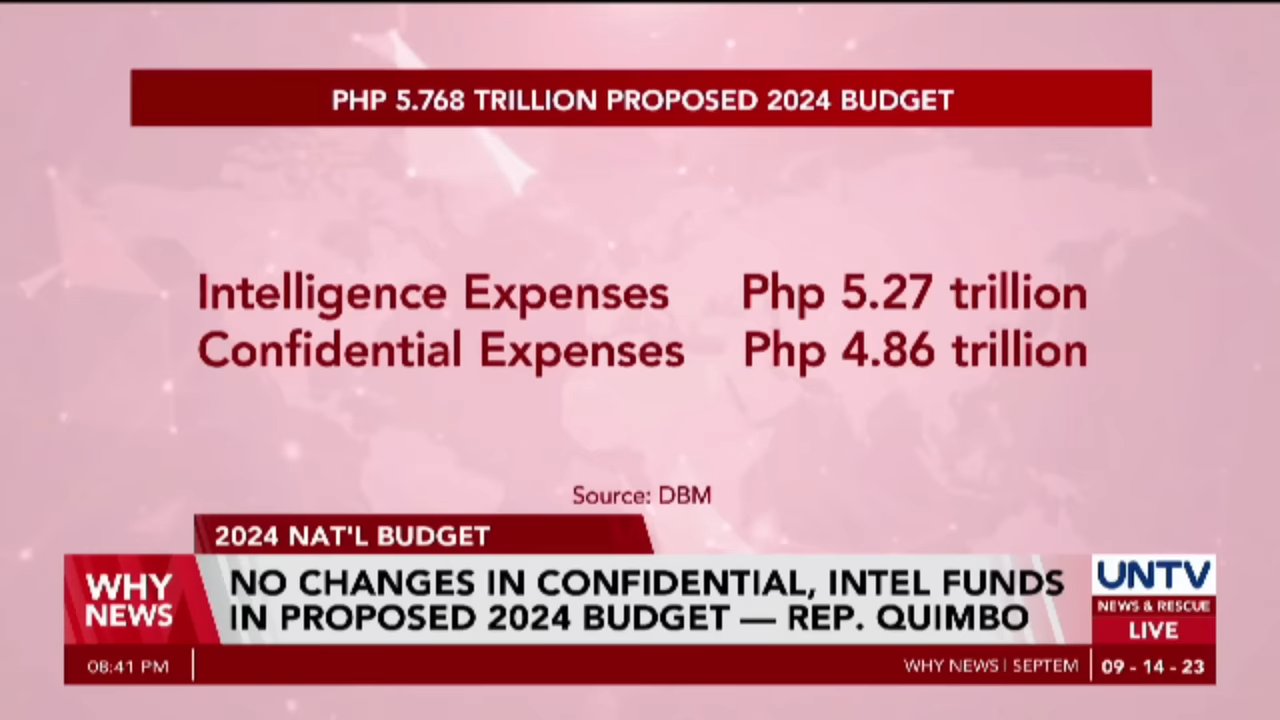 PHP 5.768 TRILLION PROPOSED 2024 BUDGET
Intelligence Expenses Php 5.27 trillion
Confidential Expenses Php 4.86 trillion
Source: DBM
2024 NAT'L BUDGET
WHY NEWS
NO CHANGES IN CONFIDENTIAL, INTEL FUNDS
IN PROPOSED 2024 BUDGET — REP. QUIMBO
UNTV
NEWS & RESCUE
LIVE
08:41 PM
WHY NEWS | SEPTEM
09 - 14 - 23